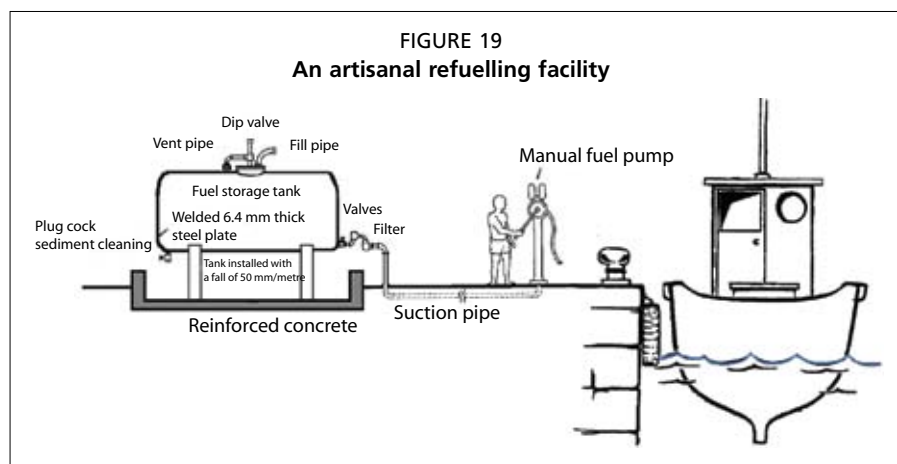 FIGURE 19
An artisanal refuelling facility
Dip valve
Vent pipe
Fill pipe
Manual fuel pump
Fuel storage tank
Plug cock
sediment cleaning
Welded 6.4 mm thick
steel plate
Valves
Filter
Tank installed with
a fall of 50 mm/metre
Suction pipe
Reinforced concrete